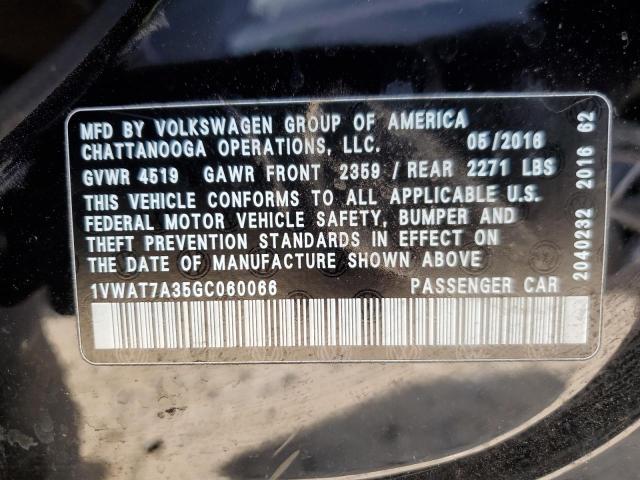 MFD BY VOLKSWAGEN GROUP OF AMERICA
CHATTANOOGA OPERATIONS, LLC. 05/2016
GVWR 4519 GAWR FRONT 2359 / REAR 2271 LBS
THIS VEHICLE CONFORMS TO ALL APPLICABLE U.S.
FEDERAL MOTOR VEHICLE SAFETY, BUMPER AND
THEFT PREVENTION STANDARDS IN EFFECT ON
THE DATE OF MANUFACTURE SHOWN ABOVE
1VWAT7A35GC060066 PASSENGER CAR
2040232 2016 62